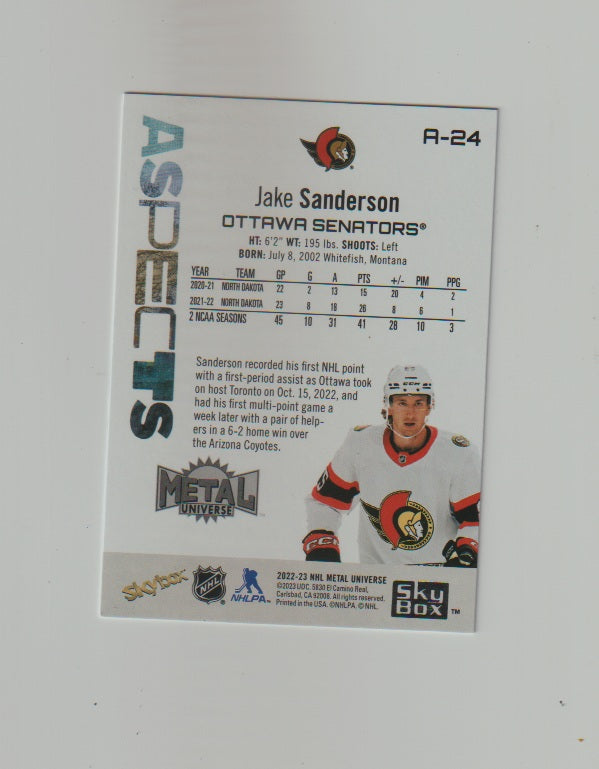 A-24
ASPECTS
Jake Sanderson
OTTAWA SENATORS®
HT: 6'2" WT: 195 lbs. SHOOTS: Left
BORN: July 8, 2002 Whitefish, Montana
YEAR TEAM GP G A PTS +/- PIM PPG
2020-21 NORTH DAKOTA 22 2 13 15 20 4 2
2021-22 NORTH DAKOTA 23 8 18 26 8 6 1
2 NCAA SEASONS 45 10 31 41 28 10 3
Sanderson recorded his first NHL point
with a first-period assist as Ottawa took
on host Toronto on Oct. 15, 2022, and
had his first multi-point game a
week later with a pair of help-
ers in a 6-2 home win over
the Arizona Coyotes.
METAL
UNIVERSE
CCM
Skybox
NHL
NHLPA™
2022-23 NHL METAL UNIVERSE
©2023 UDC. 5830 El Camino Real,
Carlsbad, CA 92008. All rights reserved.
Printed in the USA. ©NHLPA. © NHL.
Sky
Box ™